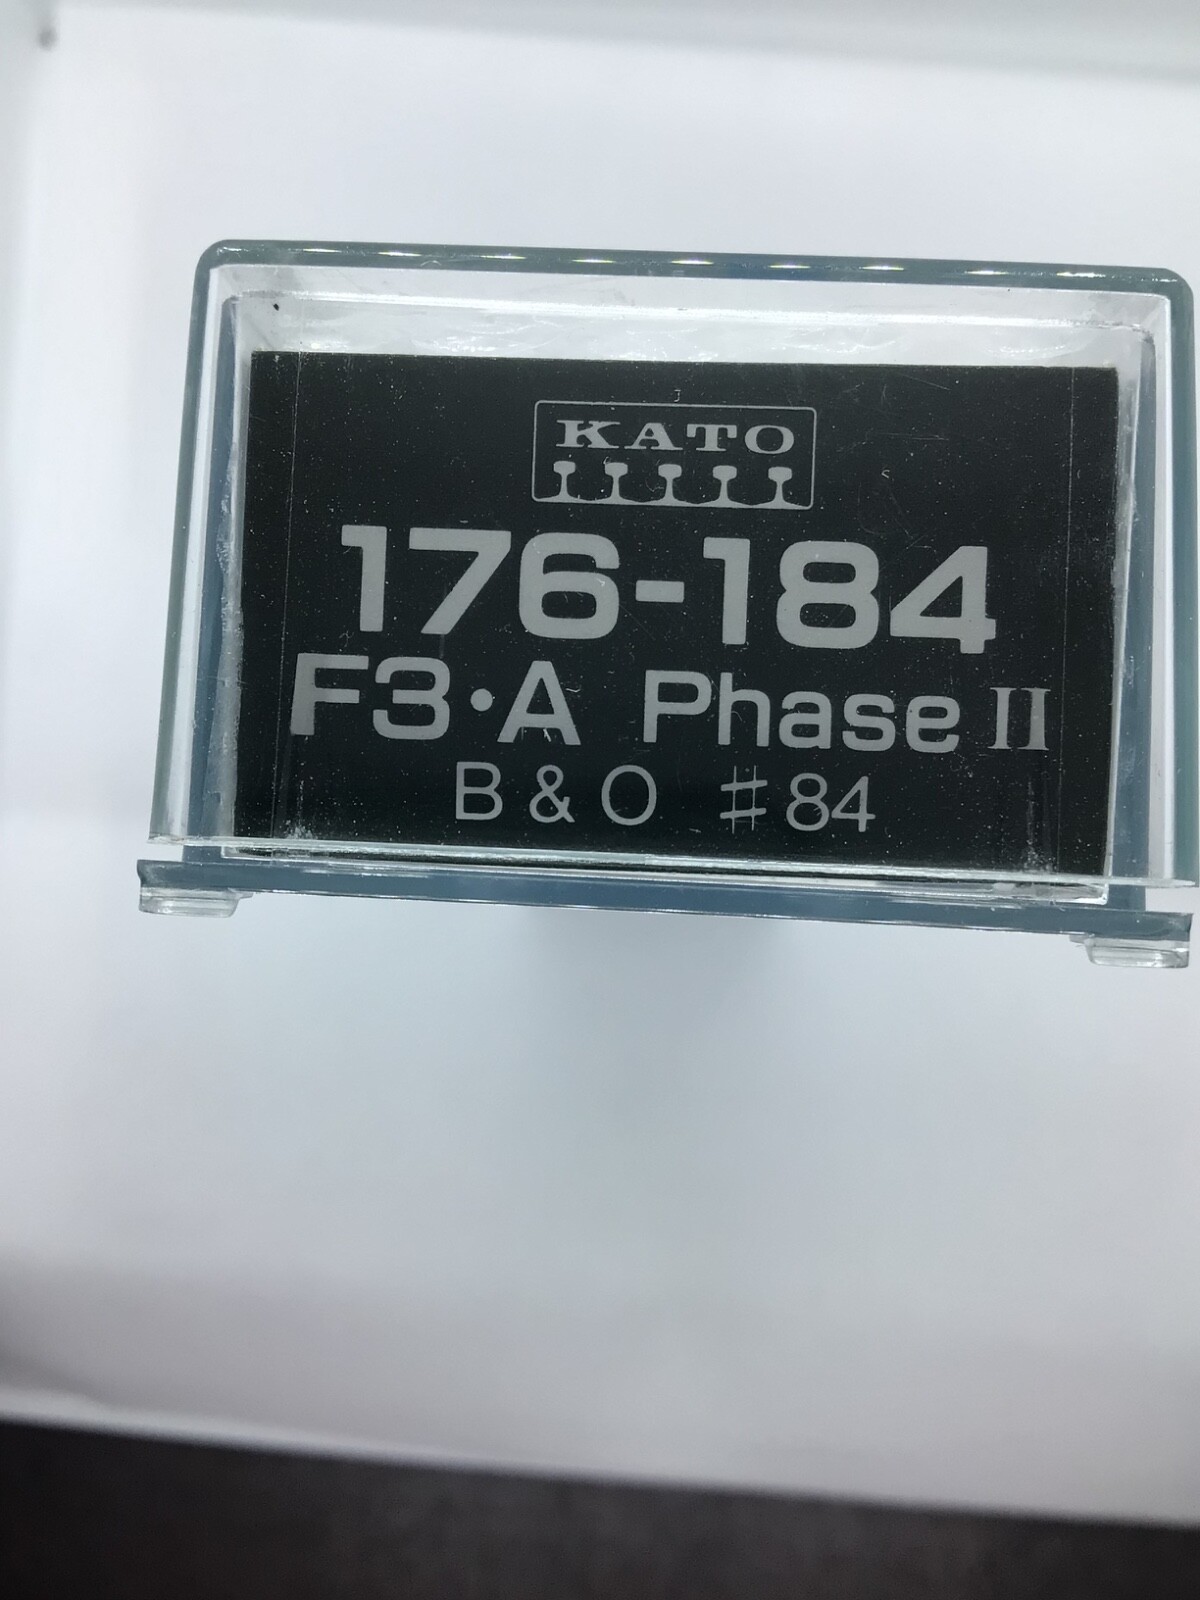 KATO
176-184
F3·A Phase II
B & O #84